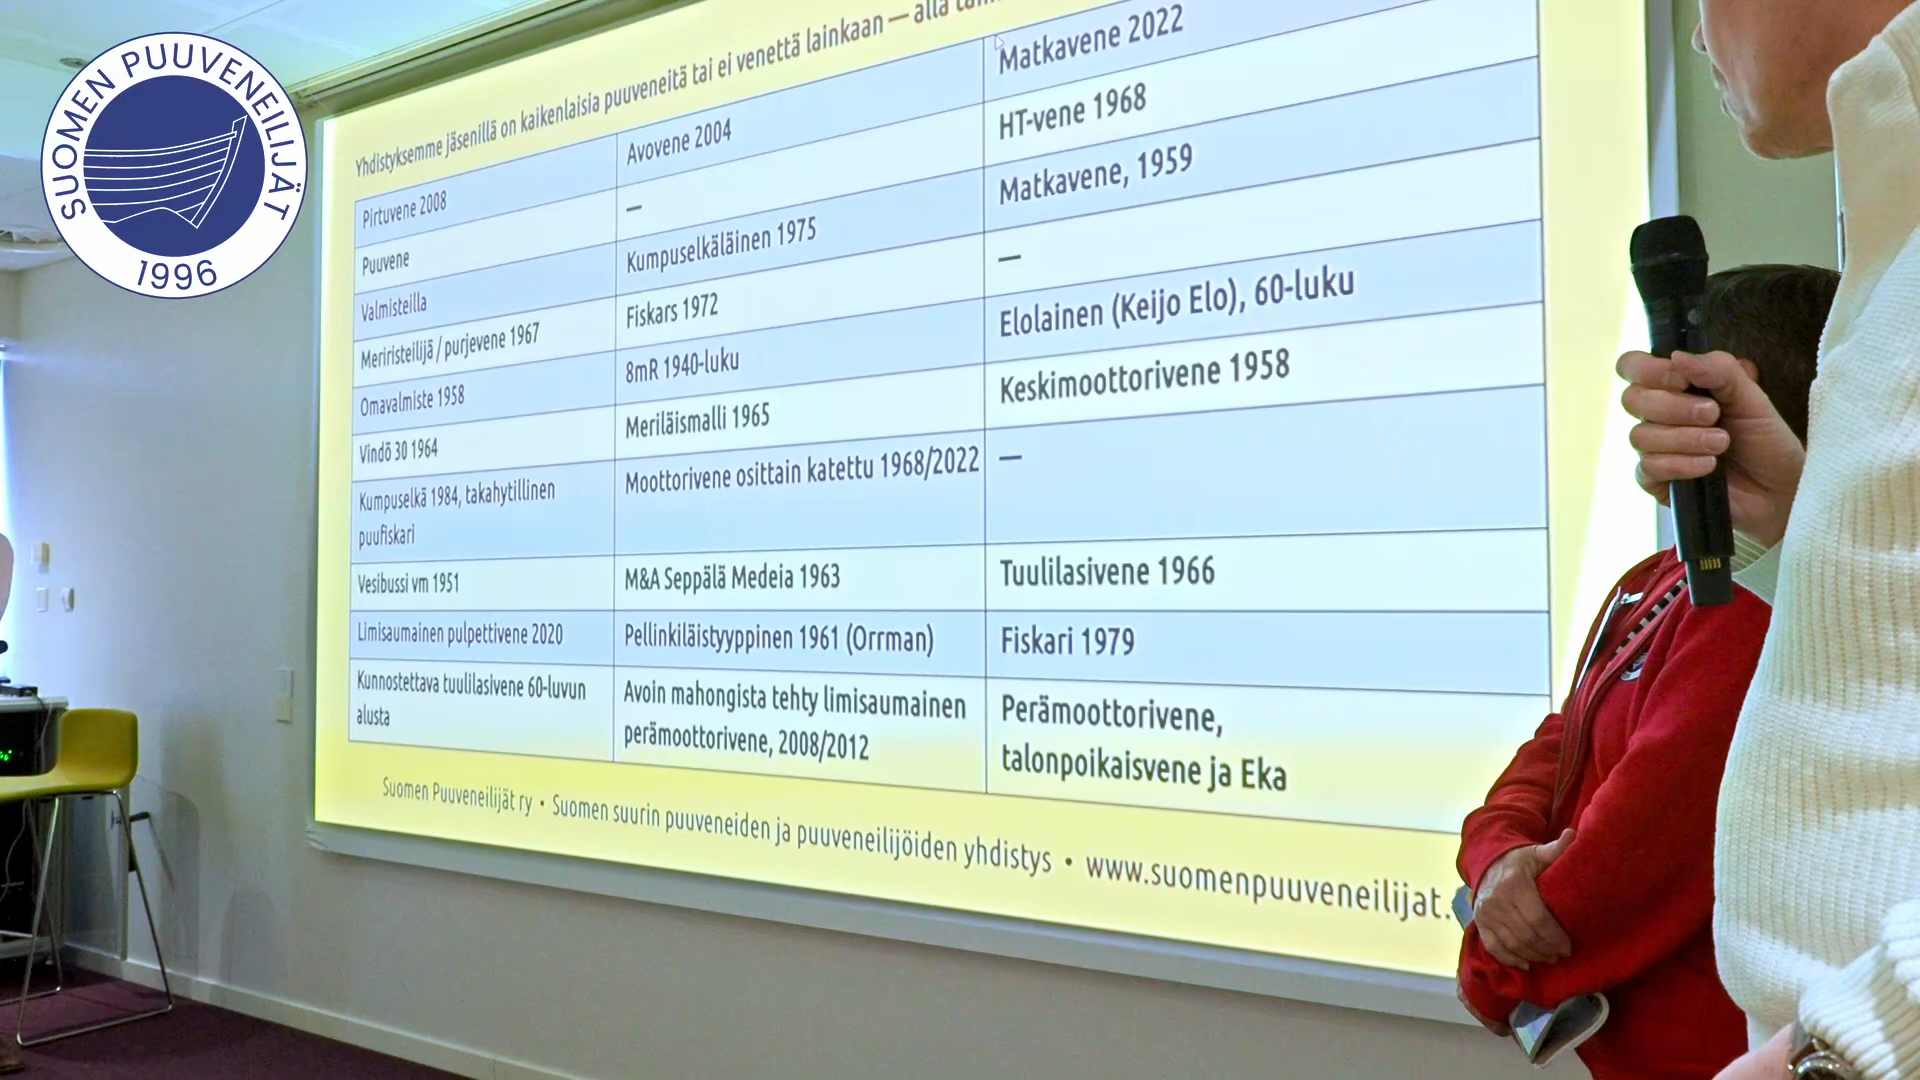 SUOMEN PUUVENEILIJÄT
1996
Yhdistyksemme jäsenillä on kaikenlaisia puuveneitä tai ei venettä lainkaan — alla
Pirtuvene 2008
Avovene 2004
Matkavene 2022
Puuvene
—
HT-vene 1968
Valmisteilla
Kumpuselkäläinen 1975
Matkavene, 1959
Meriristeilijä / purjevene 1967
Fiskars 1972
—
Omavalmiste 1958
8mR 1940-luku
Elolainen (Keijo Elo), 60-luku
Vindö 30 1964
Meriläismalli 1965
Keskimoottorivene 1958
Kumpuselkä 1984, takahytillinen
puufiskari
Moottorivene osittain katettu 1968/2022
—
Vesibussi vm 1951
M&A Seppälä Medeia 1963
Tuulilasivene 1966
Limisaumainen pulpettivene 2020
Pellinkiläistyyppinen 1961 (Orrman)
Fiskari 1979
Kunnostettava tuulilasivene 60-luvun
alusta
Avoin mahongista tehty limisaumainen
perämoottorivene, 2008/2012
Perämoottorivene,
talonpoikaisvene ja Eka
Suomen Puuveneilijät ry • Suomen suurin puuveneiden ja puuveneilijöiden yhdistys • www.suomenpuuveneilijat.